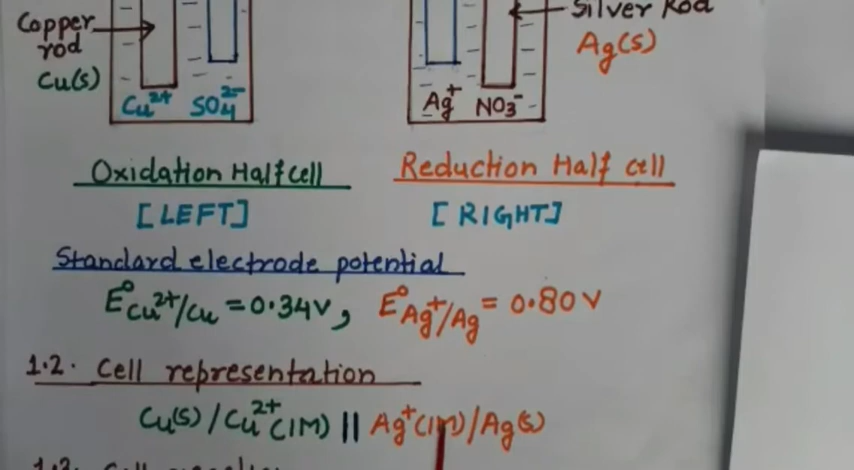 Copper rod
Cu(s)
Cu²⁺ SO₄²⁻
Silver Rod
Ag(s)
Ag⁺ NO₃⁻
Oxidation Half Cell
[LEFT]
Reduction Half cell
[RIGHT]
Standard electrode potential
E°Cu²⁺/Cu = 0.34V, E°Ag⁺/Ag = 0.80V
1.2. Cell representation
Cu(s)/Cu²⁺(1M) || Ag⁺(1M)/Ag(s)